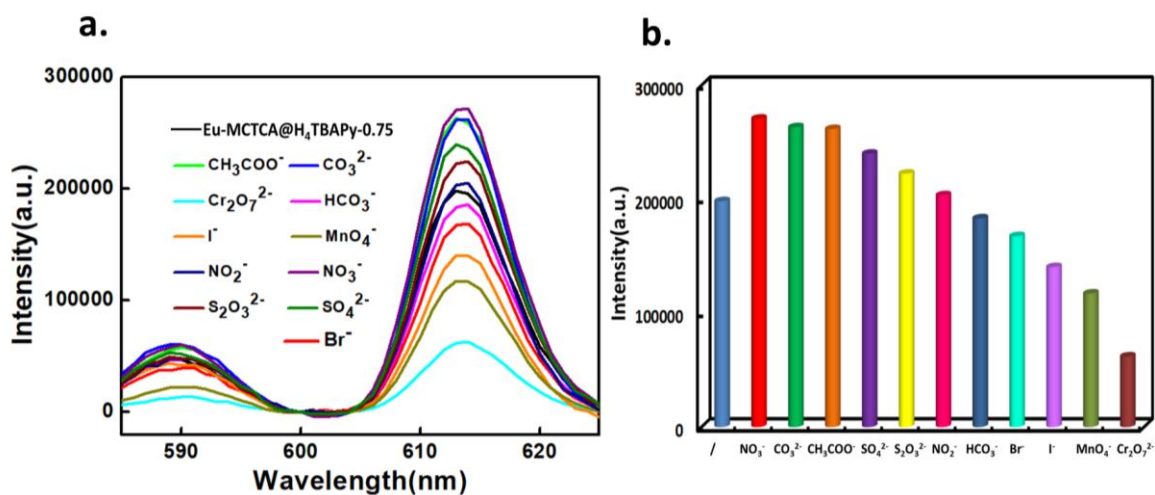 a.
300000
200000
100000
0
Intensity(a.u.)
Eu-MCTCA@H₄TBAPy-0.75
CH₃COO⁻ CO₃²⁻
Cr₂O₇²⁻ HCO₃⁻
I⁻ MnO₄⁻
NO₂⁻ NO₃⁻
S₂O₃²⁻ SO₄²⁻
Br⁻
590 600 610 620
Wavelength(nm)
b.
300000
200000
100000
0
Intensity(a.u.)
/ NO₃⁻ CO₃²⁻ CH₃COO⁻ SO₄²⁻ S₂O₃²⁻ NO₂⁻ HCO₃⁻ Br⁻ I⁻ MnO₄⁻ Cr₂O₇²⁻